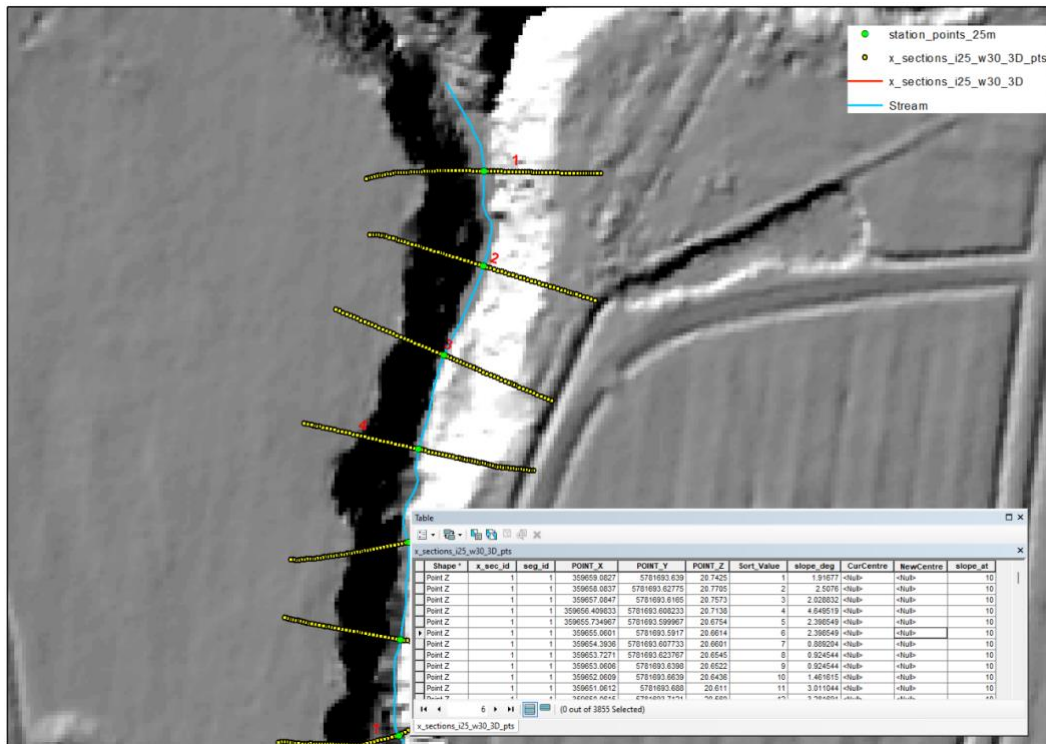 station_points_25m
x_sections_i25_w30_3D_pts
x_sections_i25_w30_3D
Stream
1
2
3
4
Table
x_sections_i25_w30_3D_pts
Shape * x_sec_id seg_id POINT_X POINT_Y POINT_Z Sort_Value slope_deg CurCentre NewCentre slope_at
Point Z 1 1 359659.0827 5781693.639 20.7425 1 1.91677 <Null> <Null> 10
Point Z 1 1 359658.0837 5781693.62775 20.7705 2 2.5076 <Null> <Null> 10
Point Z 1 1 359657.0847 5781693.6165 20.7573 3 2.028832 <Null> <Null> 10
Point Z 1 1 359656.409833 5781693.608233 20.7138 4 4.649519 <Null> <Null> 10
Point Z 1 1 359655.734967 5781693.599967 20.6754 5 2.398549 <Null> <Null> 10
Point Z 1 1 359655.0601 5781693.5917 20.6614 6 2.398549 <Null> <Null> 10
Point Z 1 1 359654.3936 5781693.607733 20.6601 7 0.889204 <Null> <Null> 10
Point Z 1 1 359653.7271 5781693.623767 20.6545 8 0.924544 <Null> <Null> 10
Point Z 1 1 359653.0606 5781693.6398 20.6522 9 0.924544 <Null> <Null> 10
Point Z 1 1 359652.0609 5781693.6639 20.6436 10 1.461615 <Null> <Null> 10
Point Z 1 1 359651.0612 5781693.688 20.611 11 3.011044 <Null> <Null> 10
6 (0 out of 3855 Selected)
x_sections_i25_w30_3D_pts